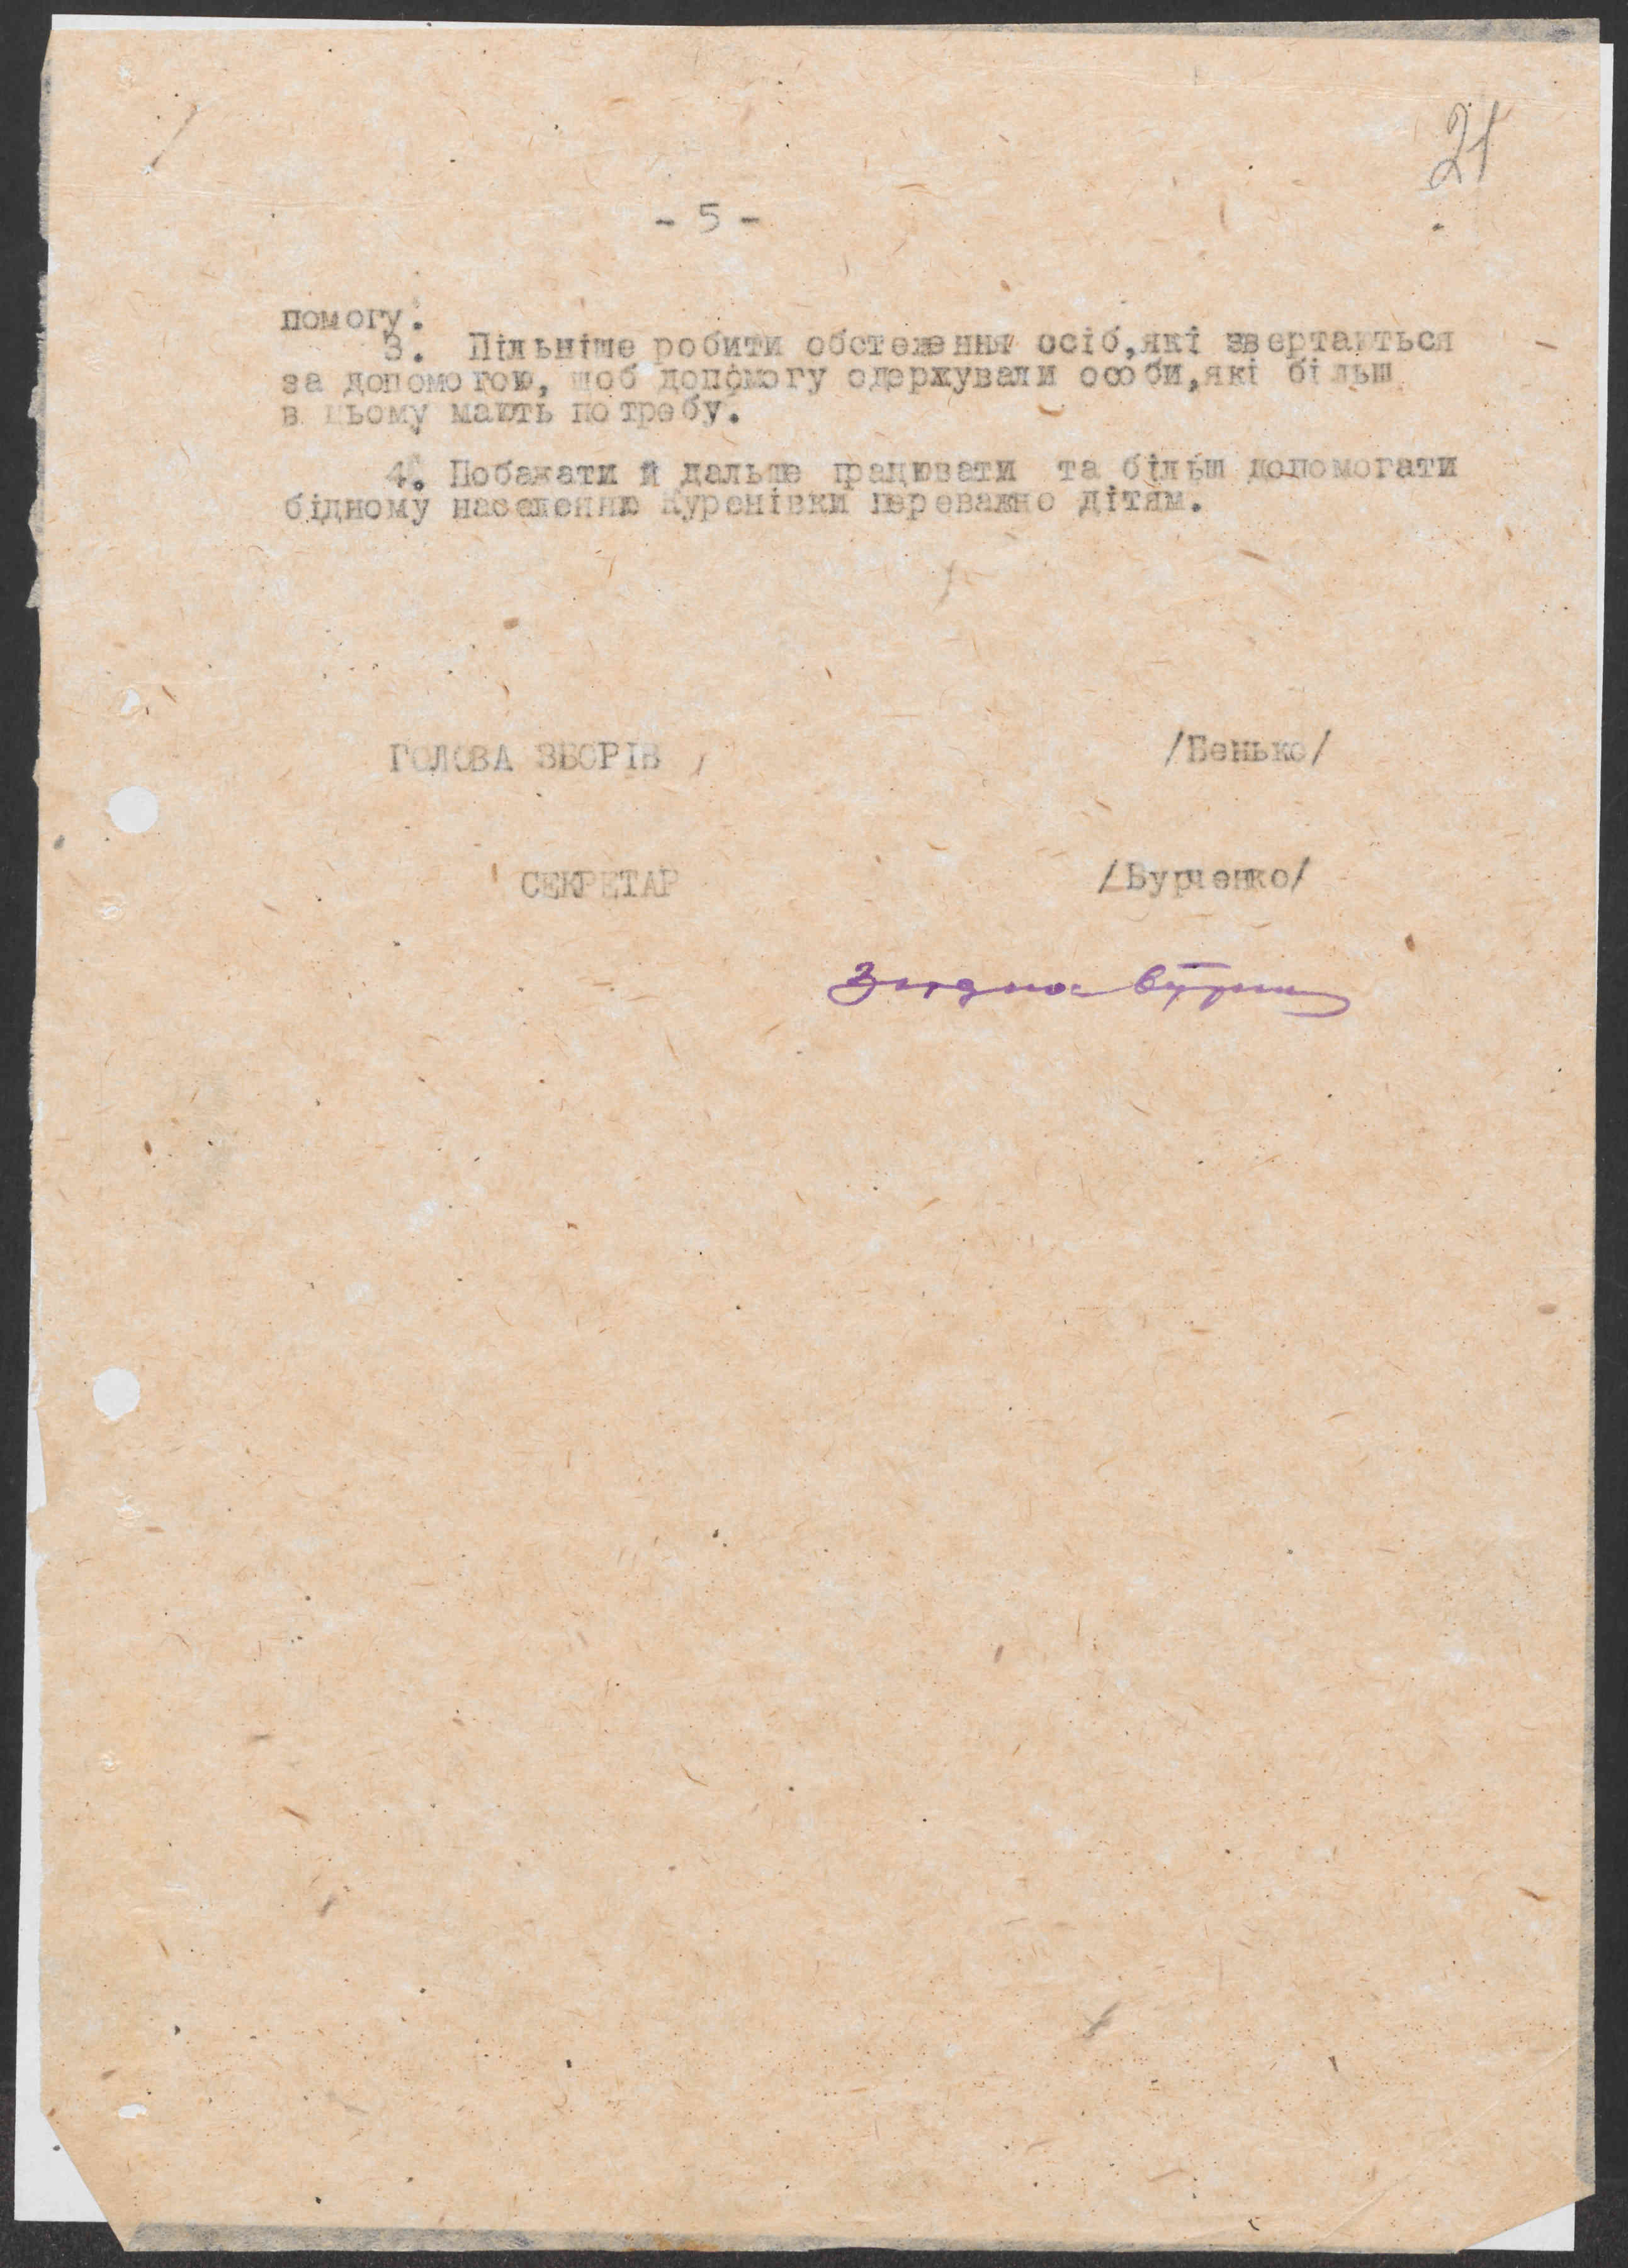 21
- 5 -
помогу.
3. Пільніше робити обстеження осіб,які звертаються
за допомогою, щоб допомогу одержували особи,які більш
в цьому мають потребу.
4. Побажати й дальше працювати та більш допомогати
бідному населенню Куренівки переважно дітям.
ГОЛОВА ЗБОРІВ /Бенько/
СЕКРЕТАР /Бурченко/
Згідно: